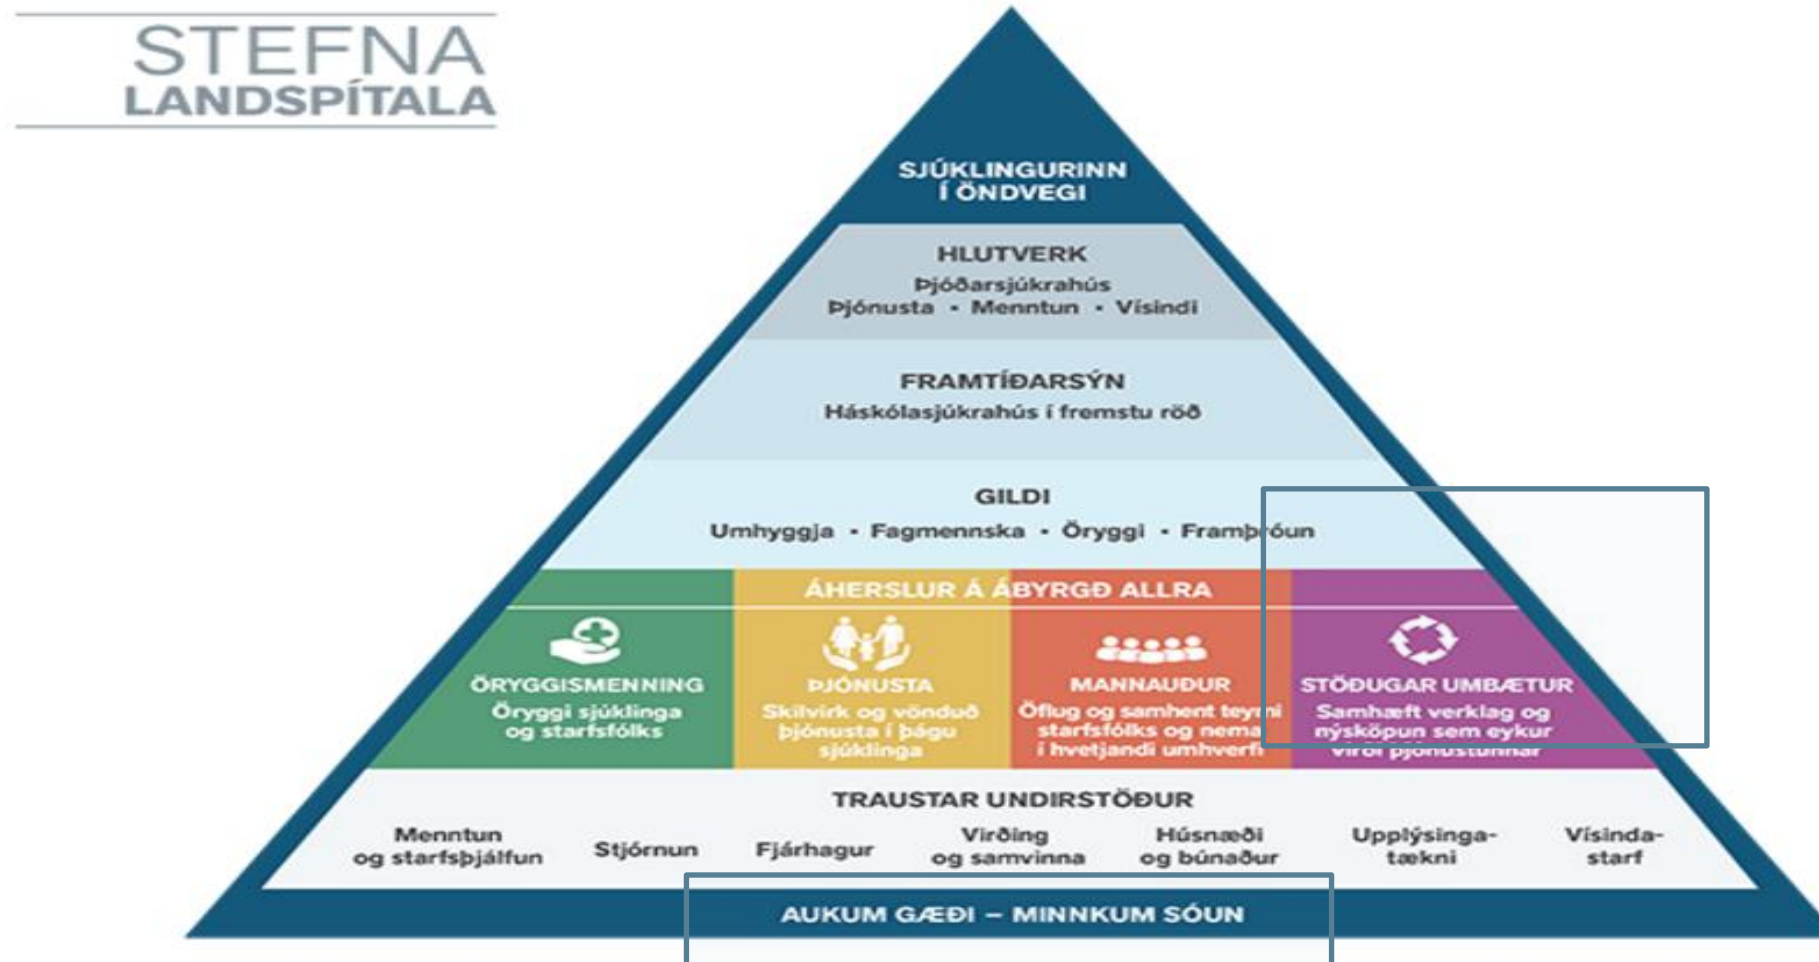 STEFNA
LANDSPÍTALA
SJÚKLINGURINN
Í ÖNDVEGI
HLUTVERK
Þjóðarsjúkrahús
Þjónusta - Menntun - Vísindi
FRAMTÍÐARSÝN
Háskólasjúkrahús í fremstu röð
GILDI
Umhyggja - Fagmennska - Öryggi - Framþróun
ÁHERSLUR Á ÁBYRGÐ ALLRA
ÖRYGGISMENNING
Öryggi sjúklinga
og starfsfólks
ÞJÓNUSTA
Skilvirk og vönduð
þjónusta í þágu
sjúklinga
MANNAUÐUR
Öflug og samhent teymi
starfsfólks og nema
í hvetjandi umhverfi
STÖÐUGAR UMBÆTUR
Samhæft verklag og
nýsköpun sem eykur
virði þjónustunnar
TRAUSTAR UNDIRSTÖÐUR
Menntun
og starfsþjálfun
Stjórnun
Fjárhagur
Virðing
og samvinna
Húsnæði
og búnaður
Upplýsinga-
tækni
Vísinda-
starf
AUKUM GÆÐI – MINNKUM SÓUN